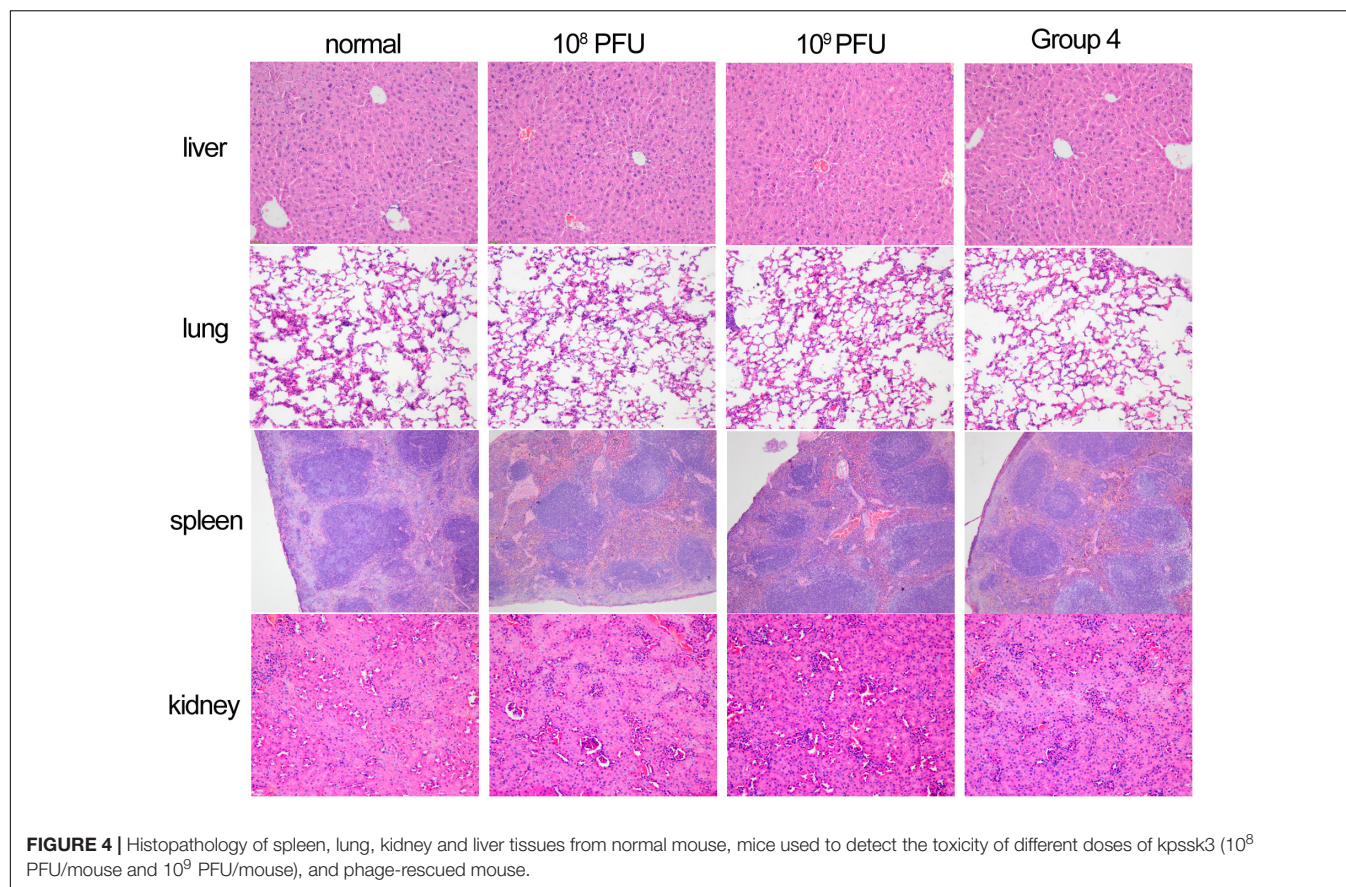 normal 10⁸ PFU 10⁹ PFU Group 4
liver
lung
spleen
kidney
FIGURE 4 | Histopathology of spleen, lung, kidney and liver tissues from normal mouse, mice used to detect the toxicity of different doses of kpssk3 (10⁸
PFU/mouse and 10⁹ PFU/mouse), and phage-rescued mouse.